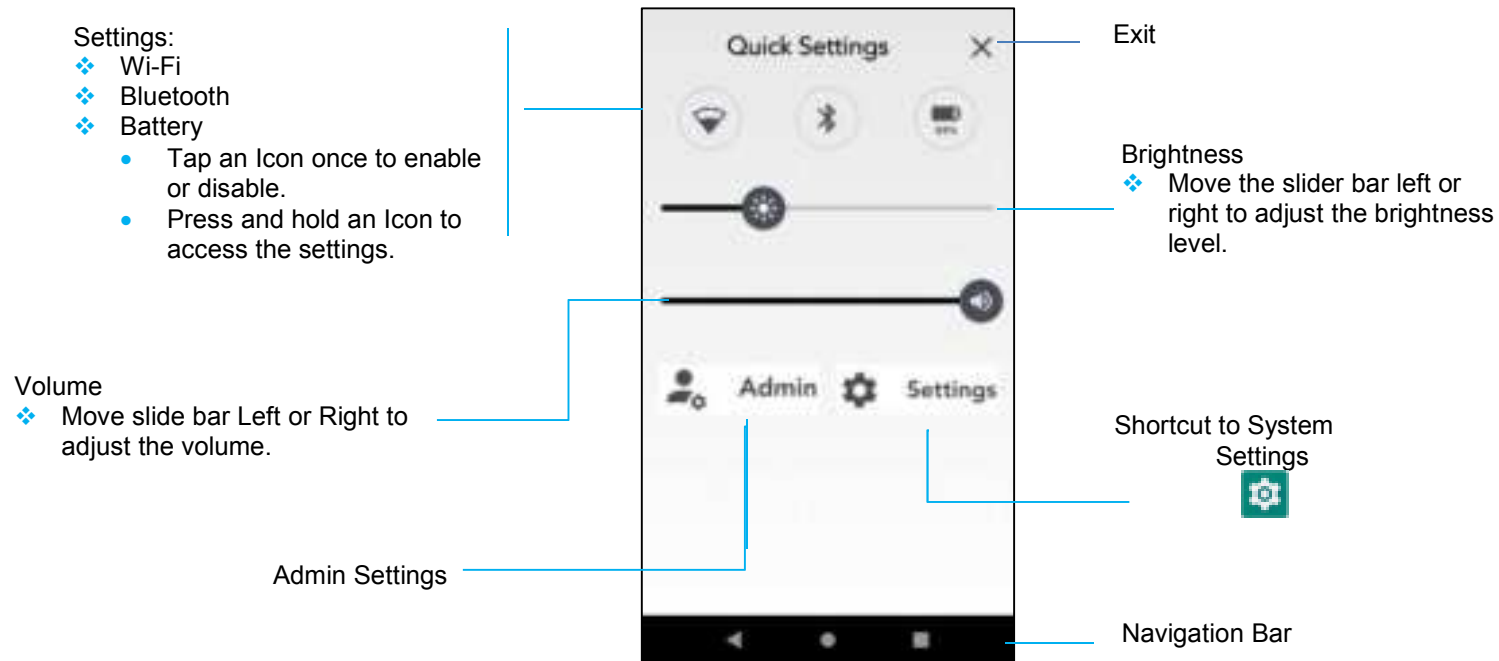 Settings:
❖ Wi-Fi
❖ Bluetooth
❖ Battery
• Tap an Icon once to enable
or disable.
• Press and hold an Icon to
access the settings.
Volume
❖ Move slide bar Left or Right to
adjust the volume.
Admin Settings
Quick Settings
Admin
Settings
Exit
Brightness
❖ Move the slider bar left or
right to adjust the brightness
level.
Shortcut to System
Settings
Navigation Bar